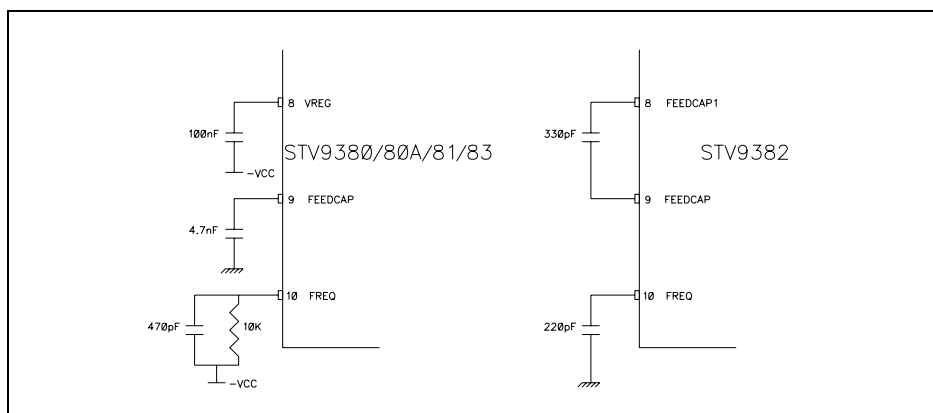 8 VREG
100nF
STV9380/80A/81/83
-VCC
9 FEEDCAP
4.7nF
10 FREQ
470pF
10K
-VCC
8 FEEDCAP1
330pF
STV9382
9 FEEDCAP
10 FREQ
220pF